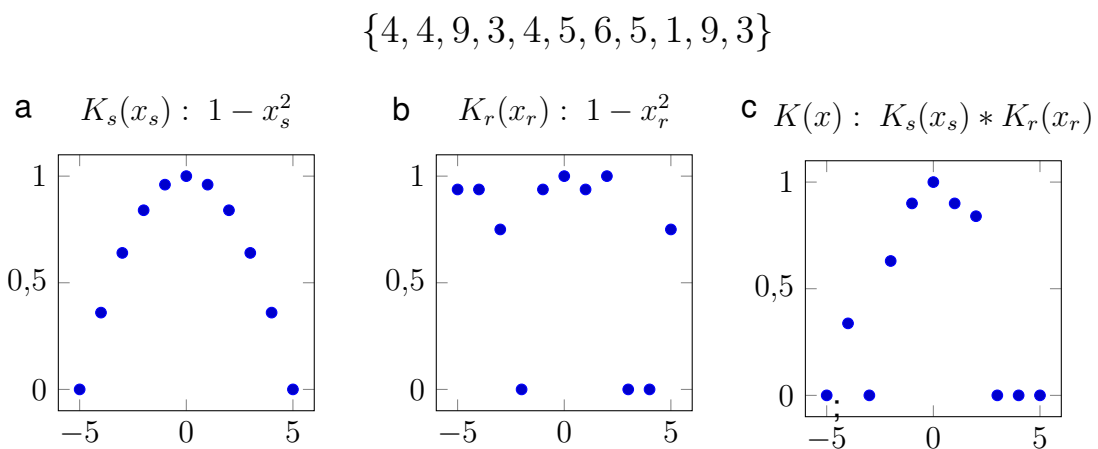 {4, 4, 9, 3, 4, 5, 6, 5, 1, 9, 3}
a K_s(x_s) : 1 − x_s^2
b K_r(x_r) : 1 − x_r^2
c K(x) : K_s(x_s) ∗ K_r(x_r)
1
0,5
0
−5 0 5
1
0,5
0
−5 0 5
1
0,5
0
;
−5 0 5